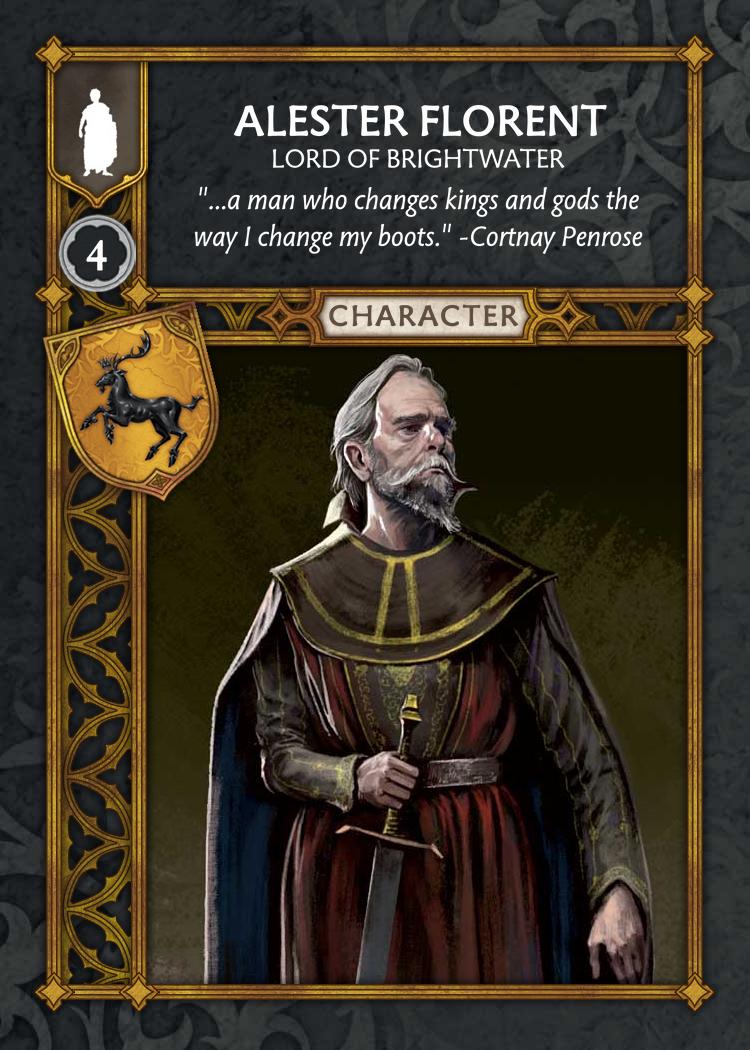 ALESTER FLORENT
LORD OF BRIGHTWATER
"...a man who changes kings and gods the
way I change my boots." -Cortnay Penrose
4
CHARACTER